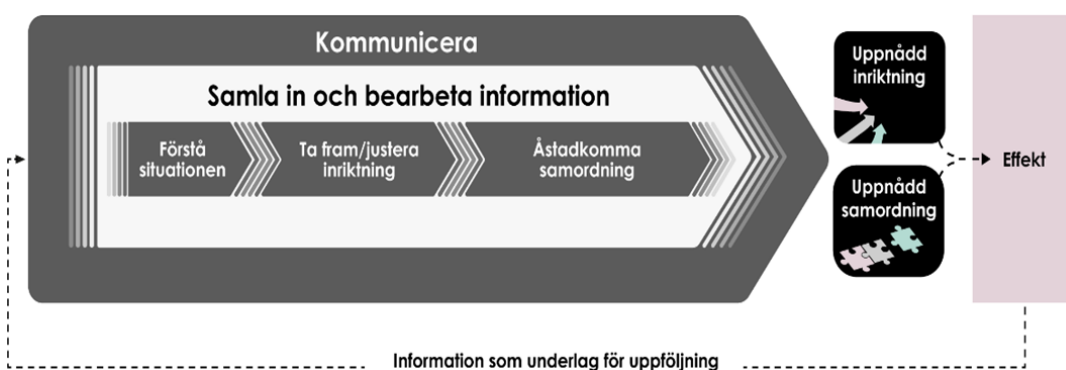 Kommunicera
Samla in och bearbeta information
Förstå
situationen
Ta fram/justera
inriktning
Åstadkomma
samordning
Uppnådd
inriktning
Uppnådd
samordning
Effekt
Information som underlag för uppföljning